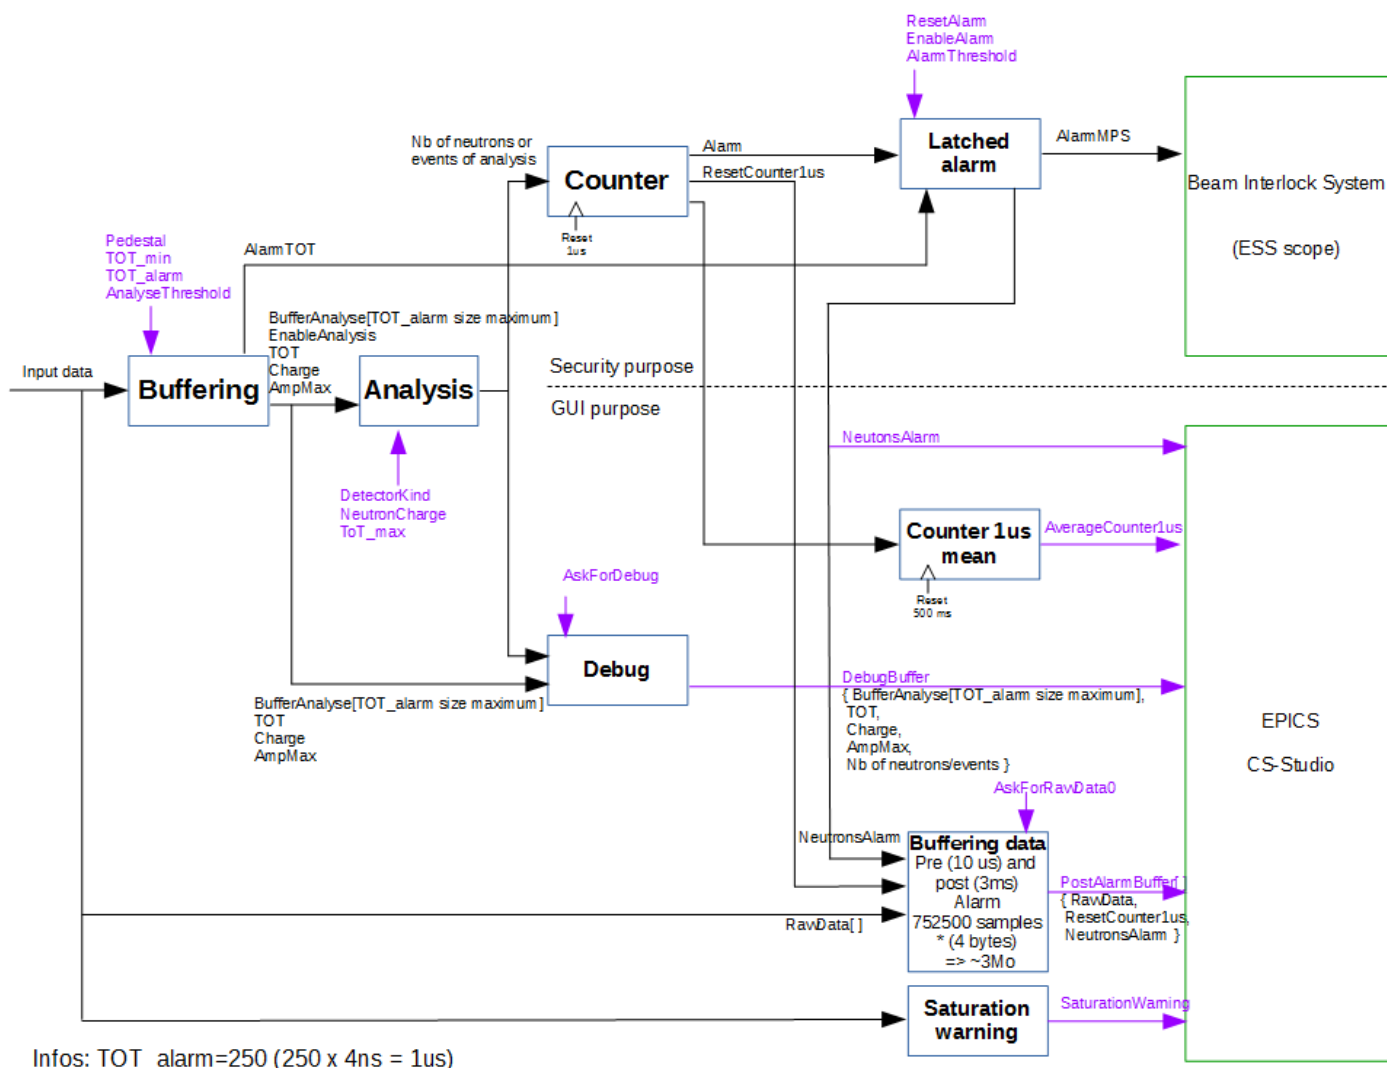 ResetAlarm
EnableAlarm
AlarmThreshold
Nb of neutrons or
events of analysis
Counter
Reset
1us
Alarm
ResetCounter1us
Latched
alarm
AlarmMPS
Beam Interlock System
(ESS scope)
Pedestal
TOT_min
TOT_alarm
AnalyseThreshold
AlarmTOT
BufferAnalyse[TOT_alarm size maximum]
EnableAnalysis
TOT
Charge
AmpMax
Input data
Buffering
Analysis
Security purpose
GUI purpose
DetectorKind
NeutronCharge
ToT_max
NeutonsAlarm
Counter 1us
mean
Reset
500 ms
AverageCounter1us
AskForDebug
Debug
BufferAnalyse[TOT_alarm size maximum]
TOT
Charge
AmpMax
DebugBuffer
{ BufferAnalyse[TOT_alarm size maximum],
TOT,
Charge,
AmpMax,
Nb of neutrons/events }
EPICS
CS-Studio
AskForRawData0
NeutronsAlarm
RawData[ ]
Buffering data
Pre (10 us) and
post (3ms)
Alarm
752500 samples
* (4 bytes)
=> ~3Mo
PostAlarmBuffer[ ]
{ RawData,
ResetCounter1us,
NeutronsAlarm }
Saturation
warning
SaturationWarning
Infos: TOT_alarm=250 (250 x 4ns = 1us)